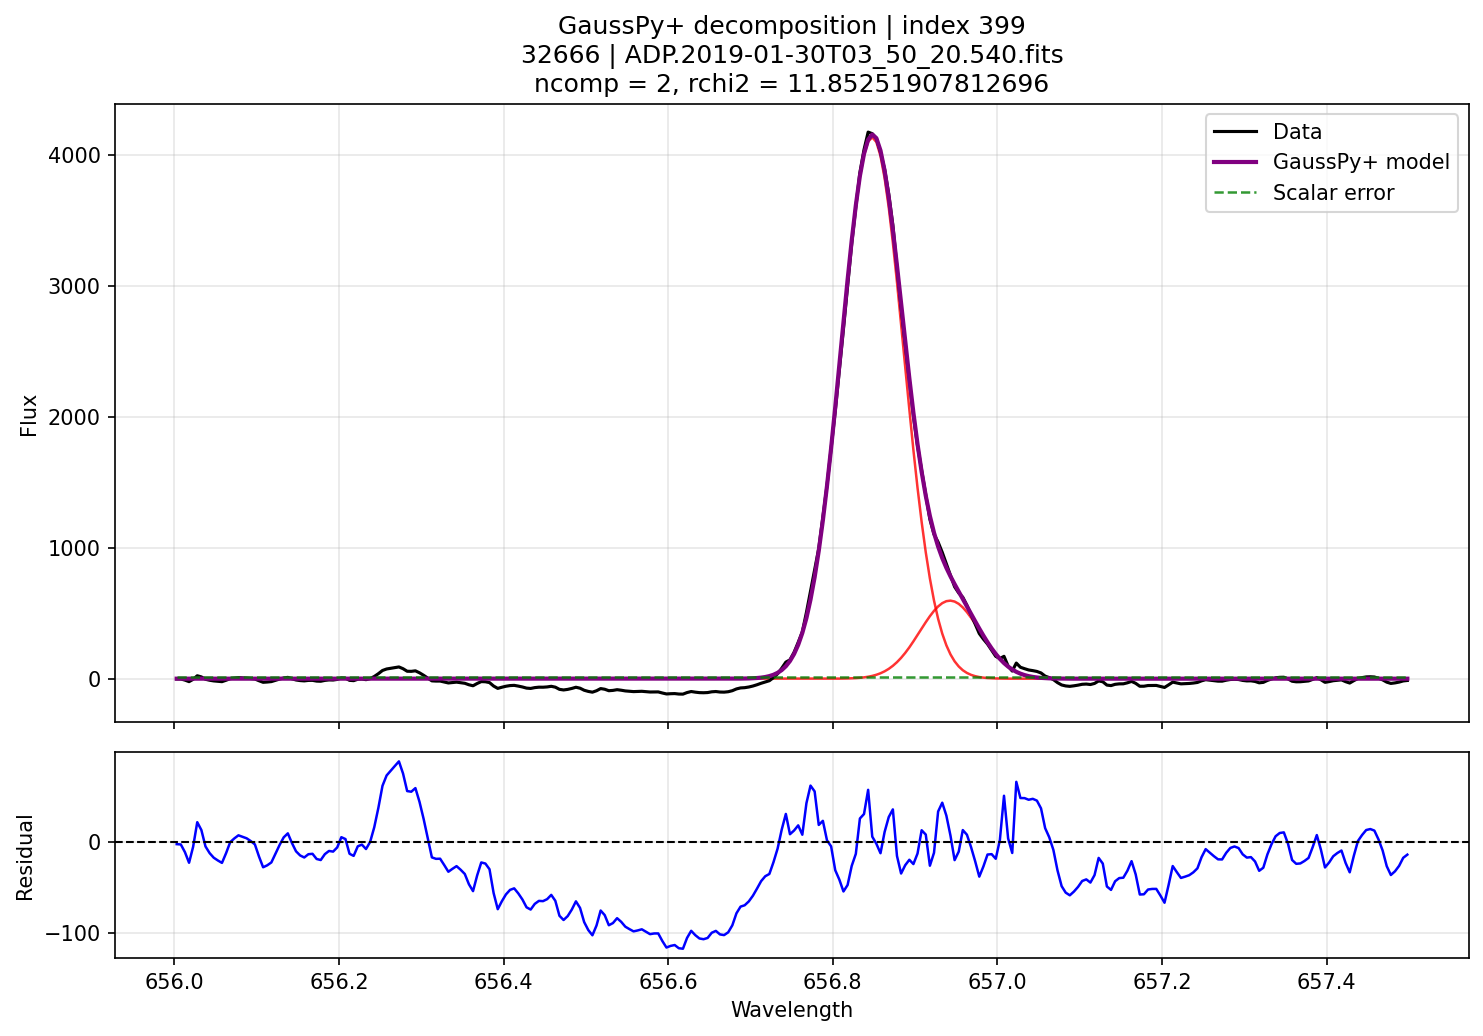 GaussPy+ decomposition | index 399
32666 | ADP.2019-01-30T03_50_20.540.fits
ncomp = 2, rchi2 = 11.85251907812696
Data
GaussPy+ model
Scalar error
Flux
4000
3000
2000
1000
0
Residual
0
−100
656.0 656.2 656.4 656.6 656.8 657.0 657.2 657.4
Wavelength